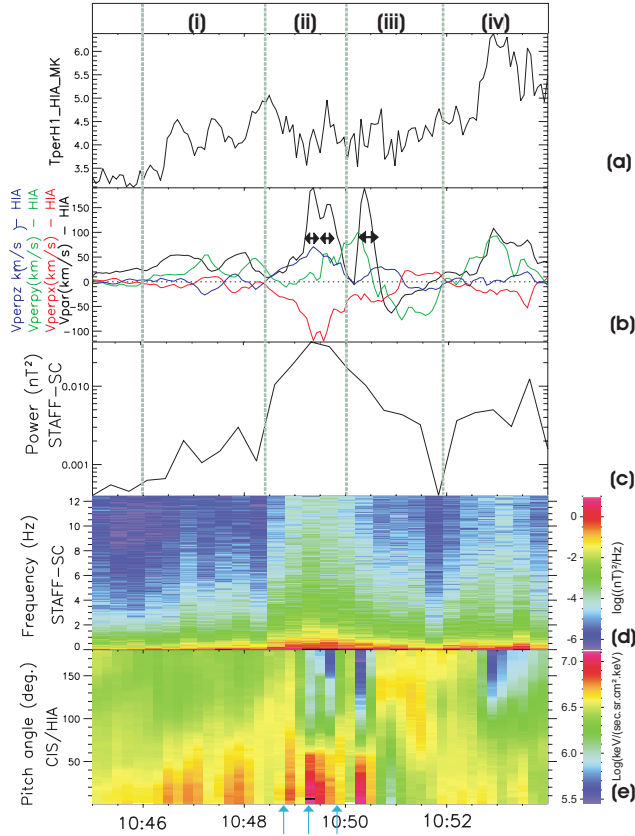 (i) (ii) (iii) (iv)
TperH1_HIA_MK
6.0
5.5
5.0
4.5
4.0
3.5
(a)
Vperpz (km/s) – HIA
Vperpy(km/s) – HIA
Vperpx(km/s) – HIA
Vpar(km/s) – HIA
150
100
50
0
-50
-100
(b)
Power (nT²)
STAFF-SC
0.010
0.001
(c)
Frequency (Hz)
STAFF-SC
12
10
8
6
4
2
0
0
-2
-4
-6
log((nT)²/Hz)
(d)
Pitch angle (deg.)
CIS/HIA
150
100
50
7.0
6.5
6.0
5.5
Log(keV/(sec.sr.cm².keV)
(e)
10:46 10:48 10:50 10:52